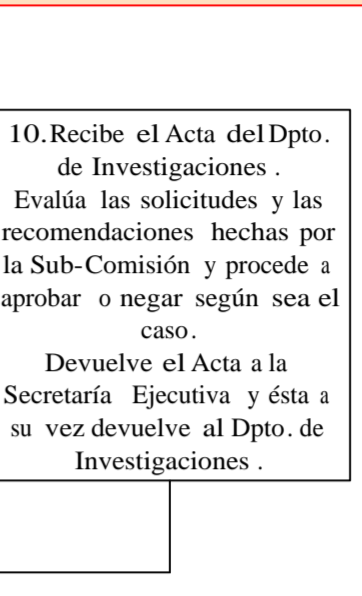 10.Recibe el Acta del Dpto.
de Investigaciones .
Evalúa las solicitudes y las
recomendaciones hechas por
la Sub-Comisión y procede a
aprobar o negar según sea el
caso.
Devuelve el Acta a la
Secretaría Ejecutiva y ésta a
su vez devuelve al Dpto. de
Investigaciones .